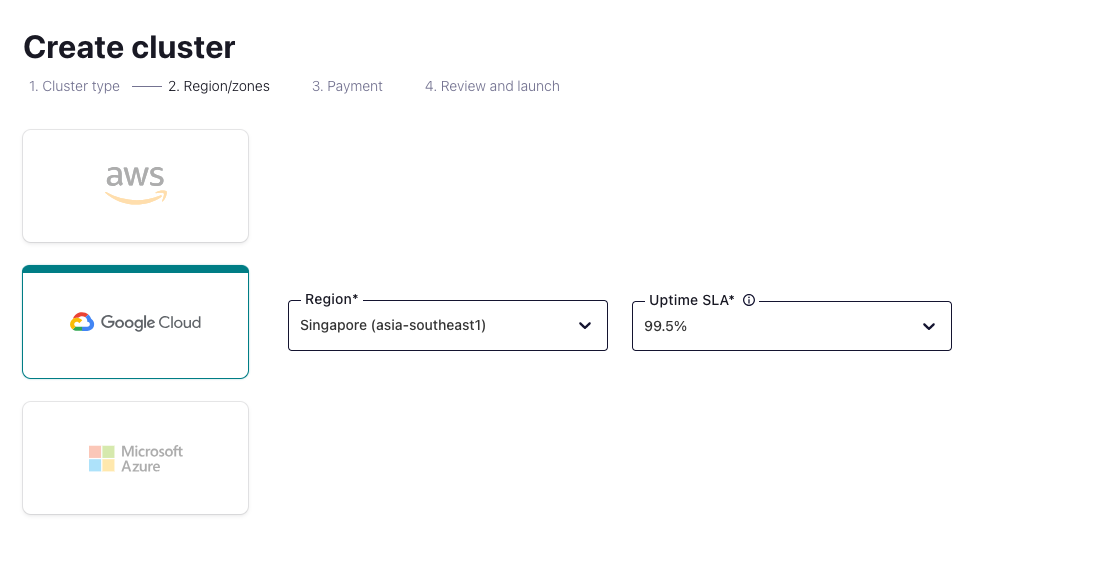 Create cluster
1. Cluster type 2. Region/zones 3. Payment 4. Review and launch
aws
Google Cloud
Region*
Singapore (asia-southeast1)
Uptime SLA*
99.5%
Microsoft
Azure